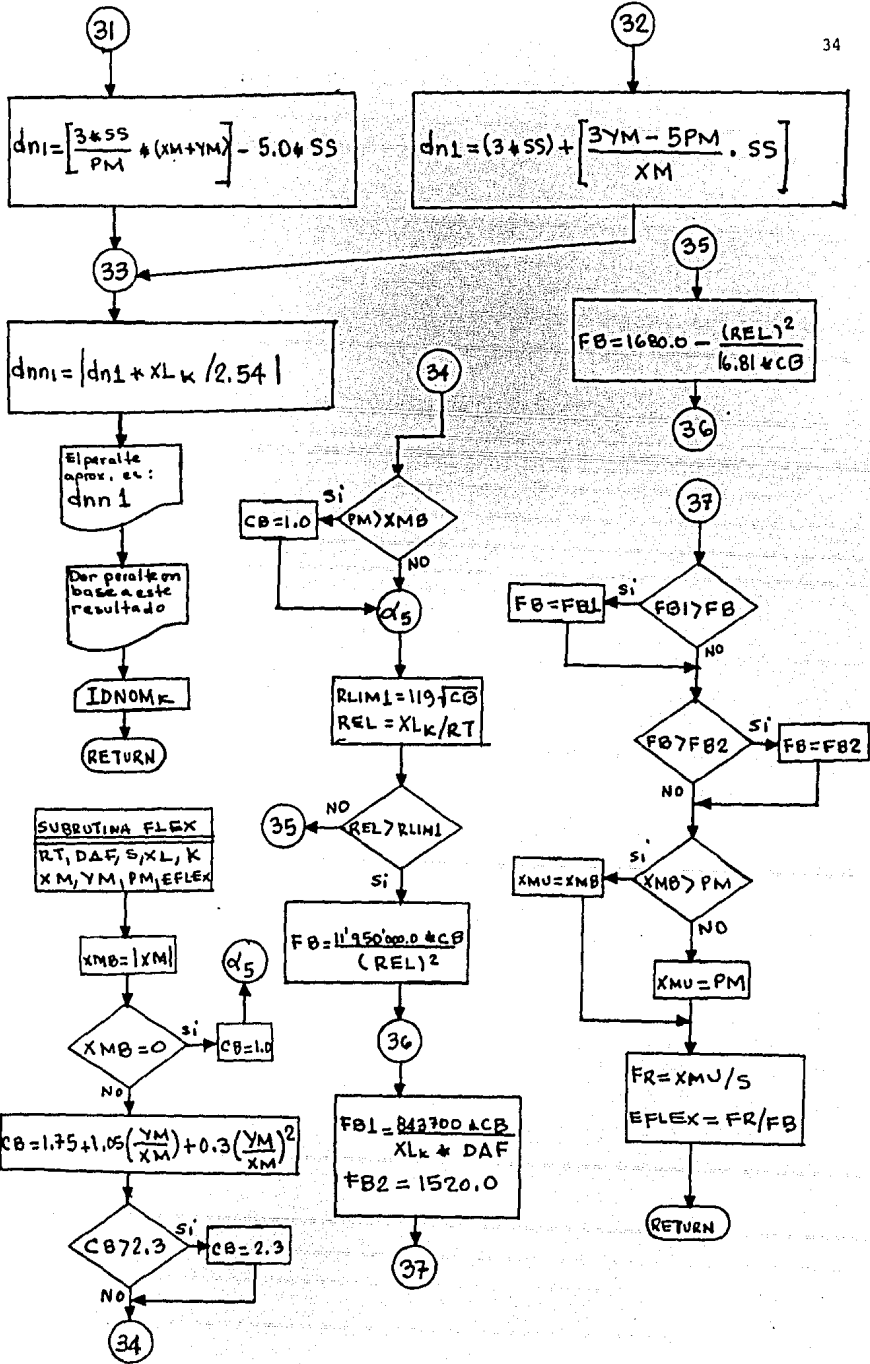 34
31
dn1=[3*SS/PM *(XM+YM)] - 5.0*SS
32
dn1=(3*SS)+[3YM-5PM/XM . SS]
33
dnn1=|dn1*XLK/2.54|
El peralte
aprox. es:
dnn1
Dar peralte en
base a este
resultado
IDNOMK
RETURN
SUBRUTINA FLEX
RT, DAF, S, XL, K
XM, YM, PM, EFLEX
XMB=|XM|
XMB=0
si
CB=1.0
α5
NO
CB=1.75+1.05(YM/XM)+0.3(YM/XM)²
CB>2.3
si
CB=2.3
NO
34
34
PM>XMB
si
CB=1.0
NO
α5
RLIM1=119√CB
REL=XLK/RT
REL>RLIM1
NO
35
si
FB=11'950'000.0*CB/(REL)²
36
FB1=843700*CB/XLK*DAF
FB2=1520.0
37
35
FB=1680.0-(REL)²/16.81*CB
36
37
FB1>FB
si
FB=FB1
NO
FB>FB2
si
FB=FB2
NO
XMB>PM
si
XMU=XMB
NO
XMU=PM
FR=XMU/S
EFLEX=FR/FB
RETURN